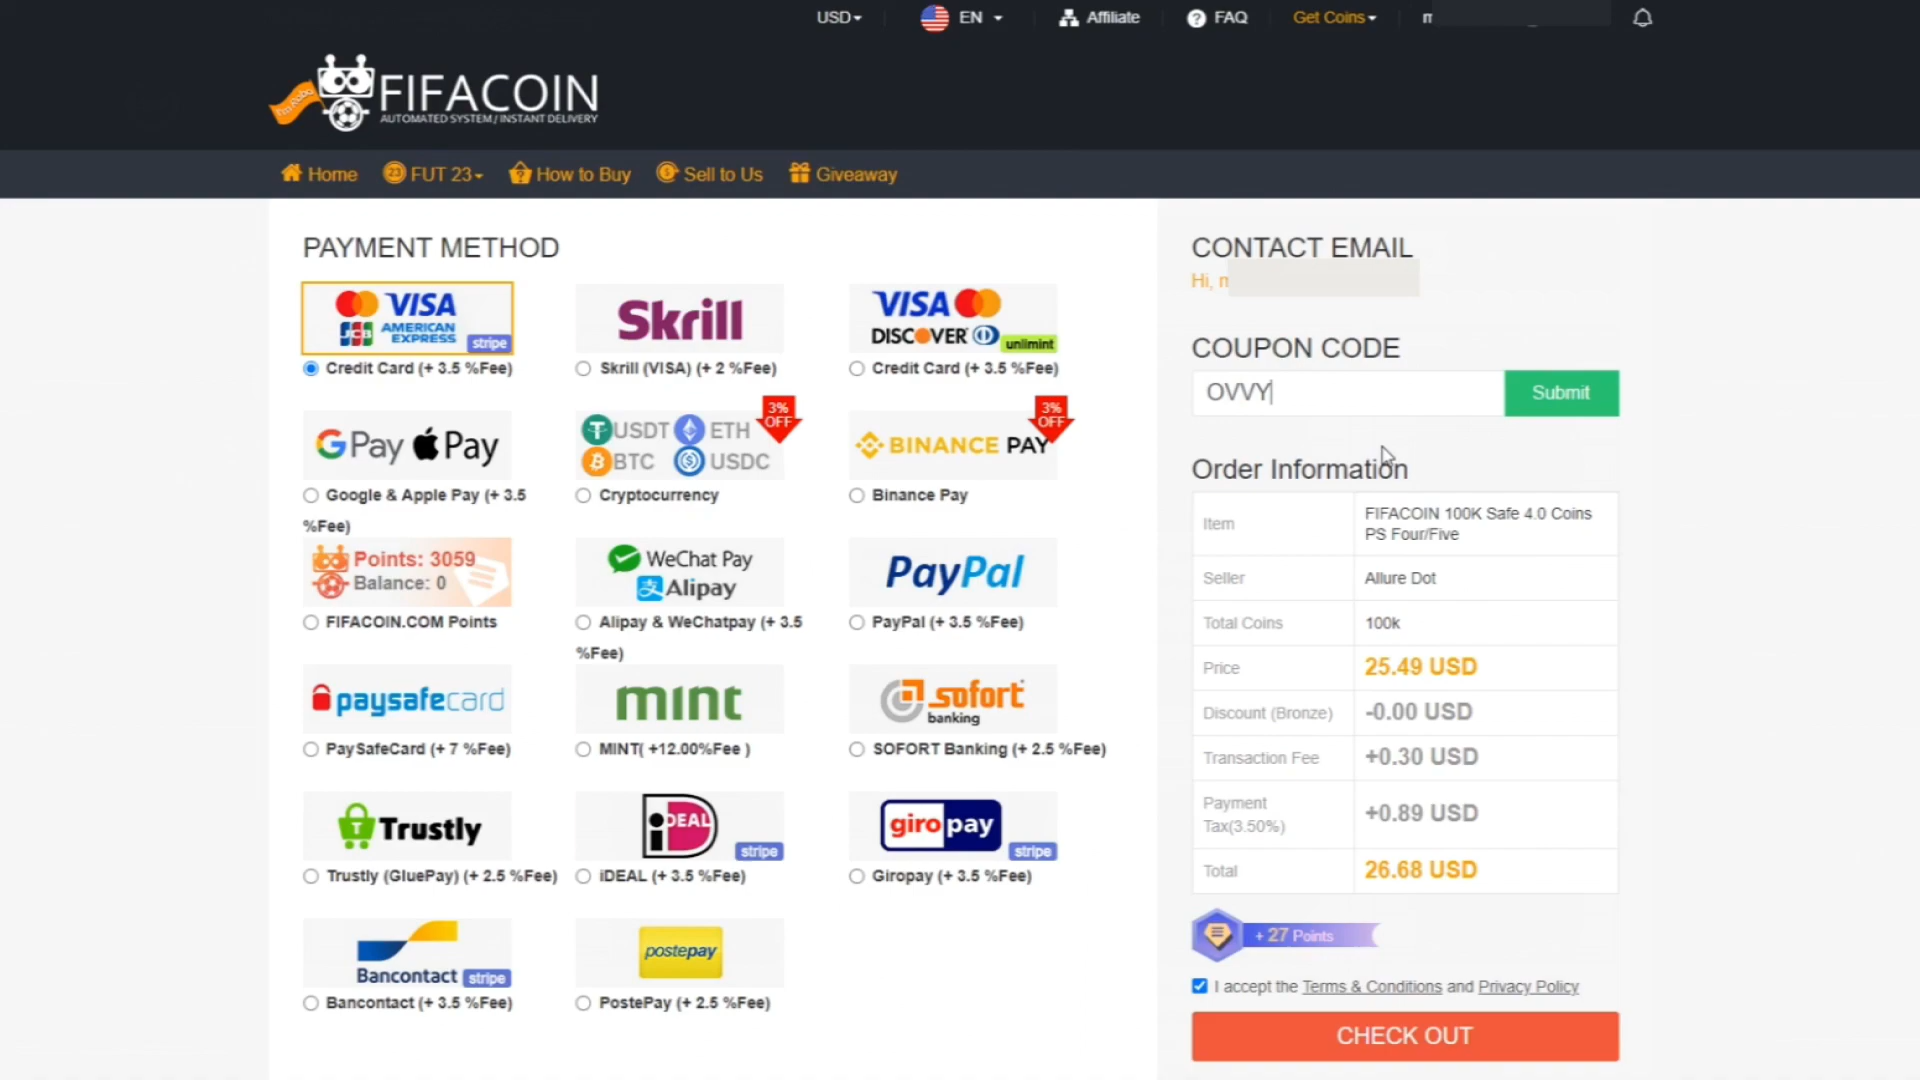 USD
EN
Affiliate
FAQ
Get Coins
FIFACOIN
AUTOMATED SYSTEM / INSTANT DELIVERY
Home
FUT 23
How to Buy
Sell to Us
Giveaway
PAYMENT METHOD
VISA
JCB AMERICAN EXPRESS
stripe
Credit Card (+ 3.5 %Fee)
Skrill
Skrill (VISA) (+ 2 %Fee)
VISA
DISCOVER
unlimint
Credit Card (+ 3.5 %Fee)
G Pay Pay
Google & Apple Pay (+ 3.5
%Fee)
USDT ETH
BTC USDC
3%
OFF
Cryptocurrency
BINANCE PAY
3%
OFF
Binance Pay
Points: 3059
Balance: 0
FIFACOIN.COM Points
WeChat Pay
支 Alipay
Alipay & WeChatpay (+ 3.5
%Fee)
PayPal
PayPal (+ 3.5 %Fee)
paysafecard
PaySafeCard (+ 7 %Fee)
mint
MINT( +12.00%Fee )
sofort
banking
SOFORT Banking (+ 2.5 %Fee)
T Trustly
Trustly (GluePay) (+ 2.5 %Fee)
iDEAL
stripe
iDEAL (+ 3.5 %Fee)
giropay
stripe
Giropay (+ 3.5 %Fee)
Bancontact
stripe
Bancontact (+ 3.5 %Fee)
postepay
PostePay (+ 2.5 %Fee)
CONTACT EMAIL
Hi,
COUPON CODE
OVVY
Submit
Order Information
Item FIFACOIN 100K Safe 4.0 Coins
PS Four/Five
Seller Allure Dot
Total Coins 100k
Price 25.49 USD
Discount (Bronze) -0.00 USD
Transaction Fee +0.30 USD
Payment
Tax(3.50%) +0.89 USD
Total 26.68 USD
+ 27 Points
I accept the Terms & Conditions and Privacy Policy
CHECK OUT